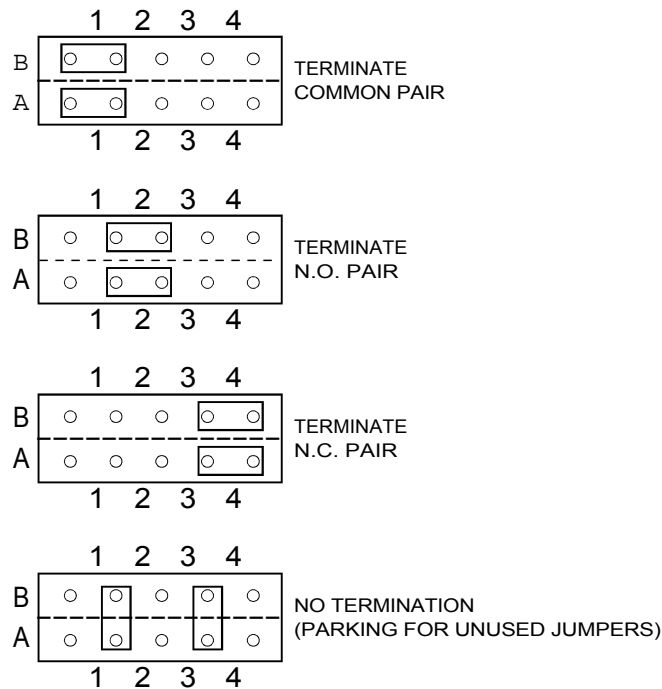 1 2 3 4
B
TERMINATE
COMMON PAIR
A
1 2 3 4
1 2 3 4
B
TERMINATE
N.O. PAIR
A
1 2 3 4
1 2 3 4
B
TERMINATE
N.C. PAIR
A
1 2 3 4
1 2 3 4
B
NO TERMINATION
(PARKING FOR UNUSED JUMPERS)
A
1 2 3 4